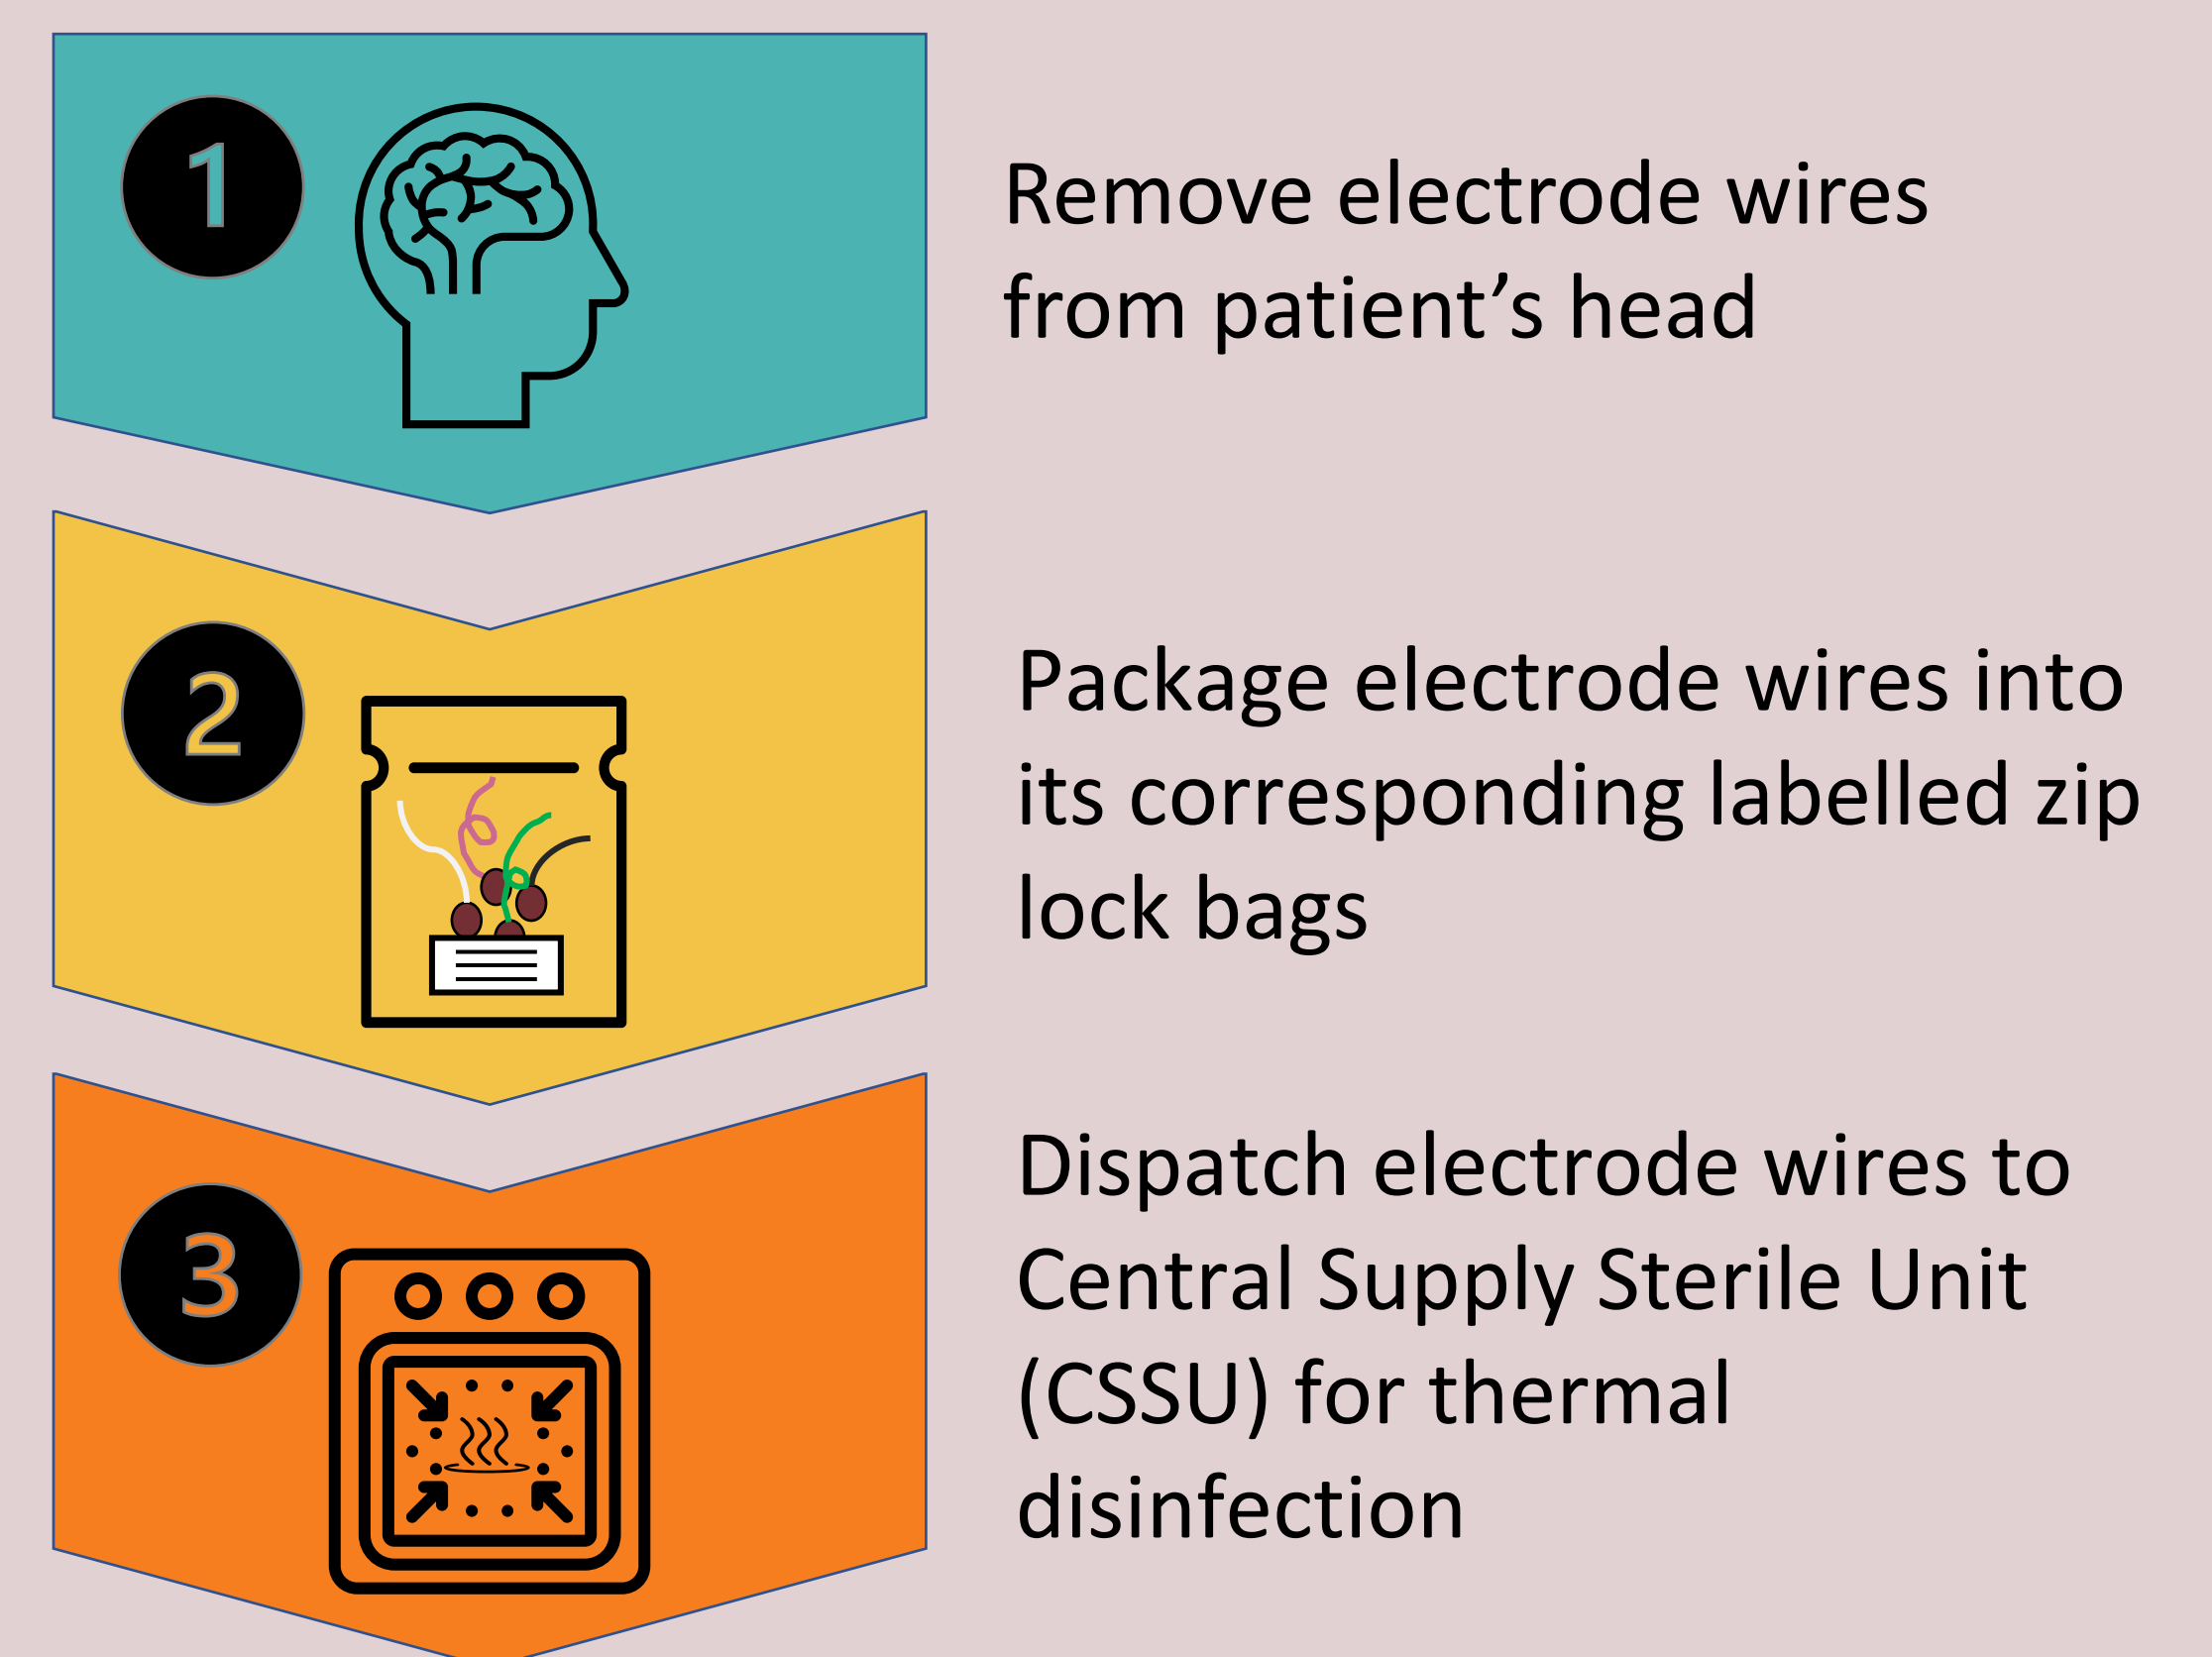 1
Remove electrode wires
from patient’s head
2
Package electrode wires into
its corresponding labelled zip
lock bags
3
Dispatch electrode wires to
Central Supply Sterile Unit
(CSSU) for thermal
disinfection